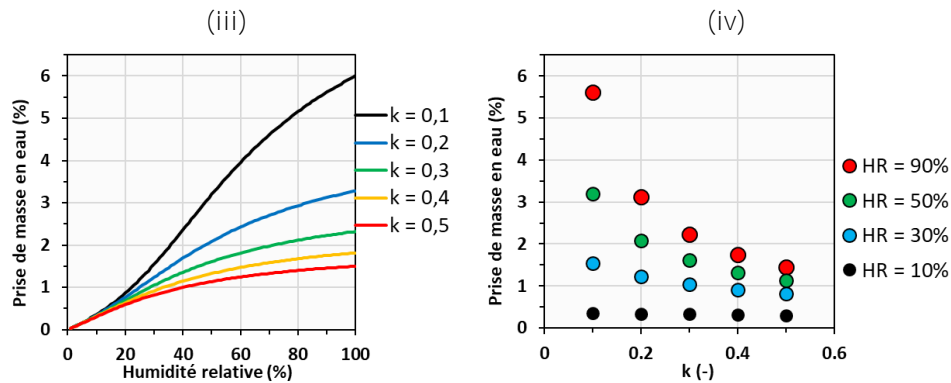 (iii)
Prise de masse en eau (%)
6
5
4
3
2
1
0
0
20
40
60
80
100
Humidité relative (%)
k = 0,1
k = 0,2
k = 0,3
k = 0,4
k = 0,5
(iv)
Prise de masse en eau (%)
6
5
4
3
2
1
0
0
0.2
0.4
0.6
k (-)
HR = 90%
HR = 50%
HR = 30%
HR = 10%